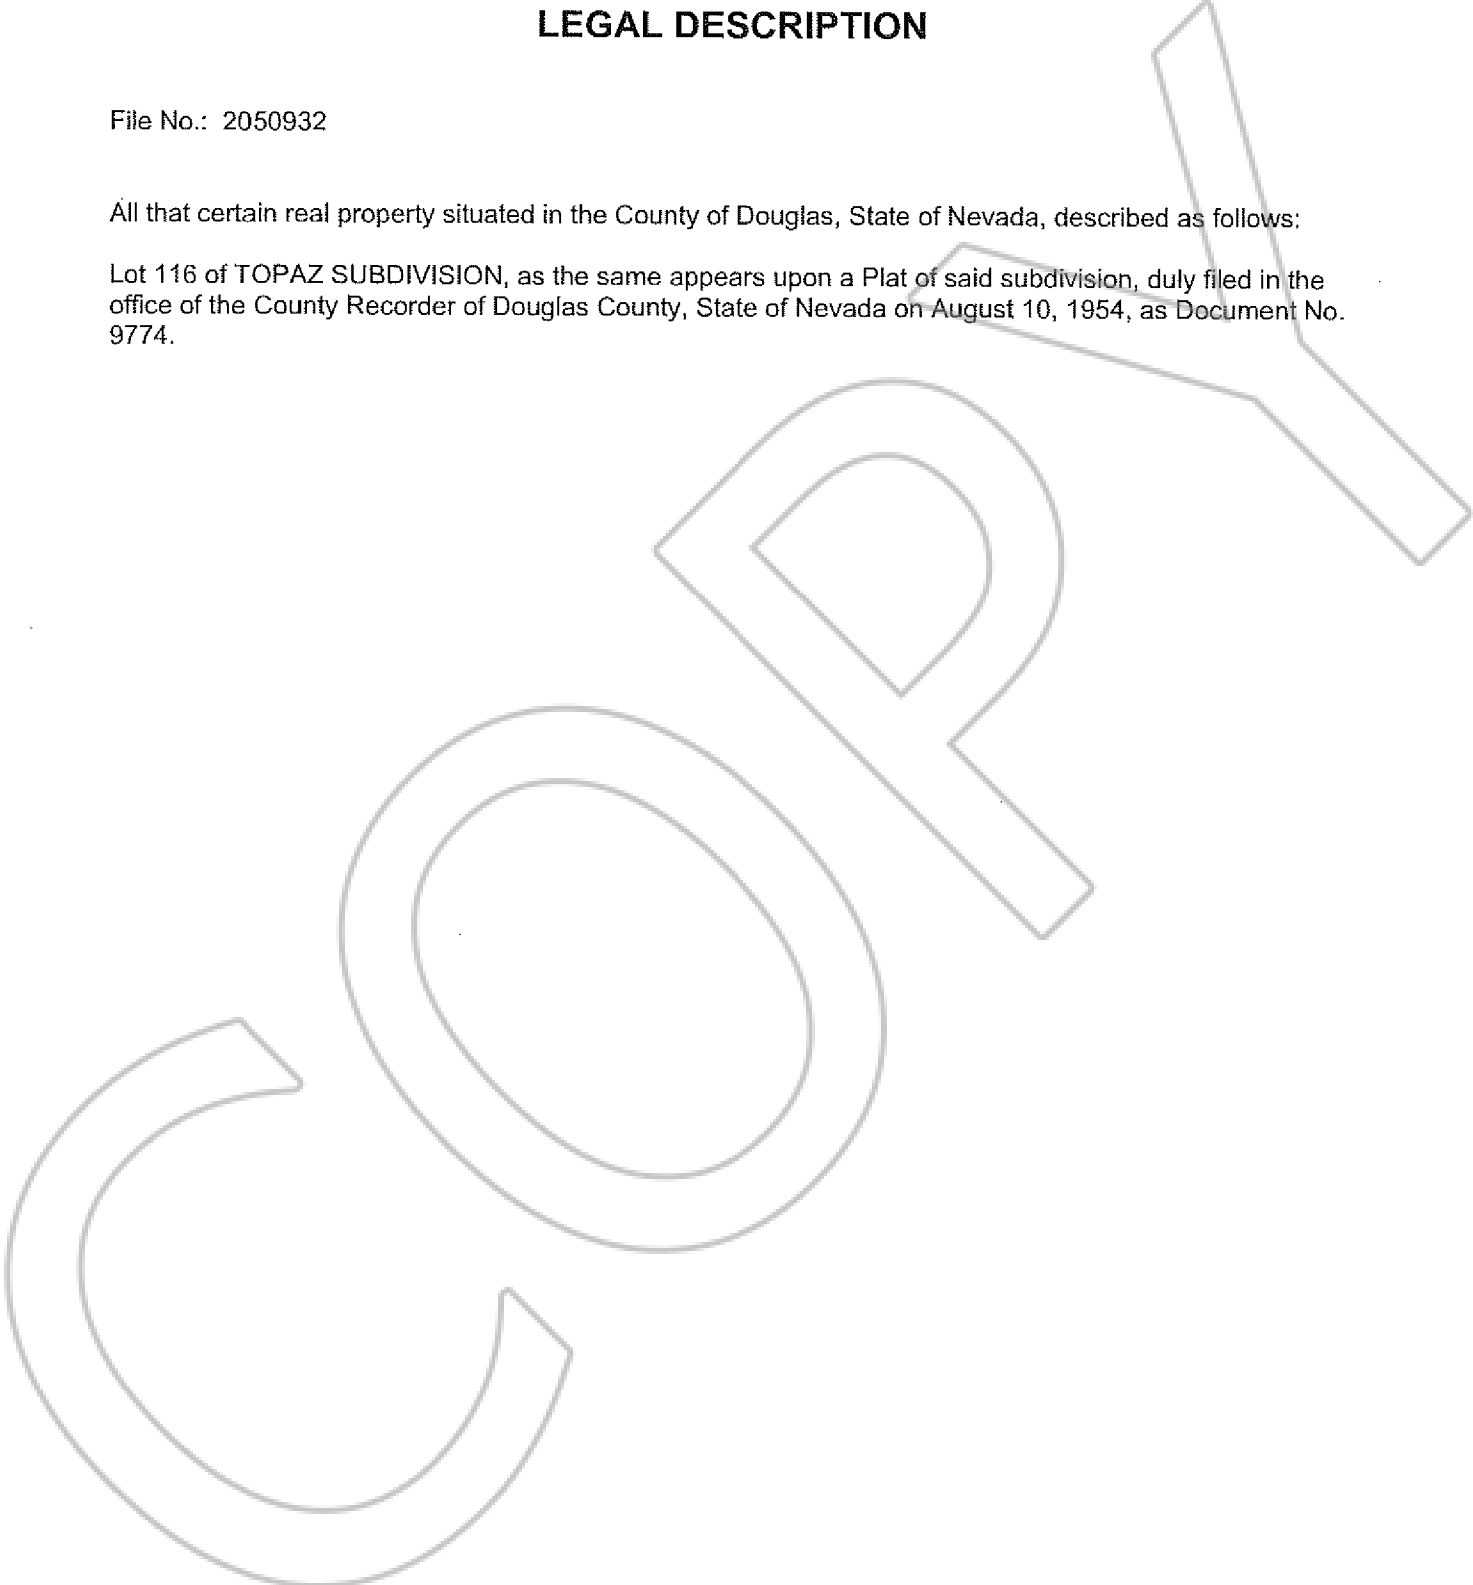 LEGAL DESCRIPTION
File No.: 2050932
All that certain real property situated in the County of Douglas, State of Nevada, described as follows:
Lot 116 of TOPAZ SUBDIVISION, as the same appears upon a Plat of said subdivision, duly filed in the
office of the County Recorder of Douglas County, State of Nevada on August 10, 1954, as Document No.
9774.
COPY